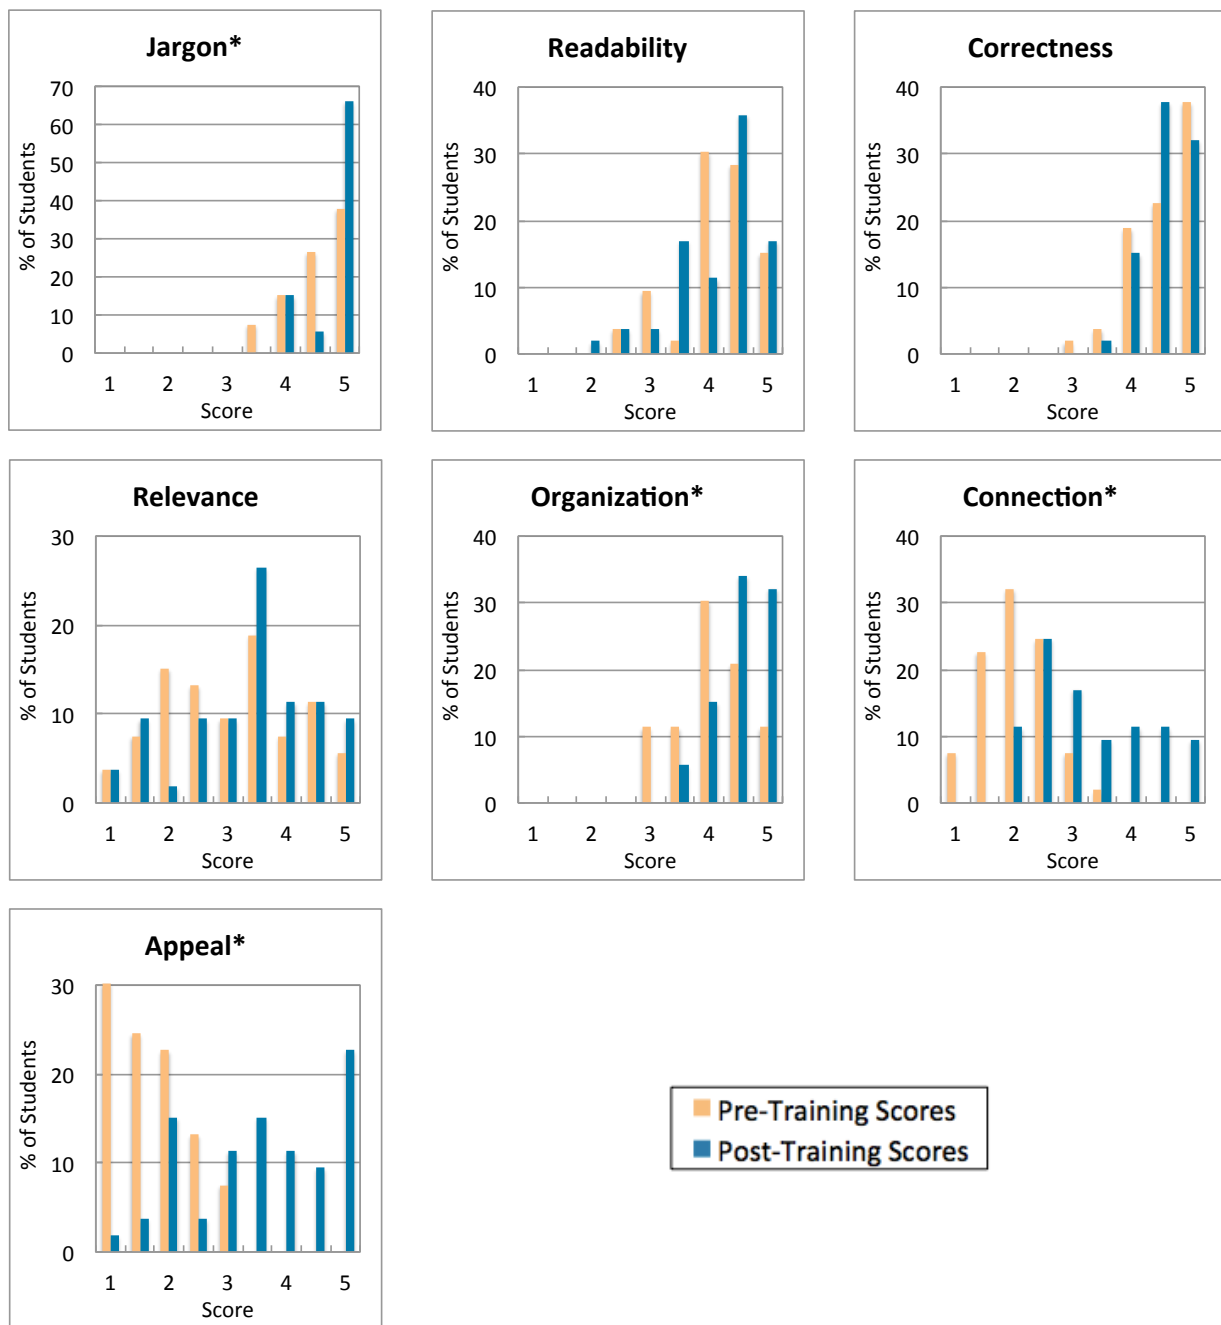 Jargon*
% of Students
70
60
50
40
30
20
10
0
1 2 3 4 5
Score
Readability
% of Students
40
30
20
10
0
1 2 3 4 5
Score
Correctness
% of Students
40
30
20
10
0
1 2 3 4 5
Score
Relevance
% of Students
30
20
10
0
1 2 3 4 5
Score
Organization*
% of Students
40
30
20
10
0
1 2 3 4 5
Score
Connection*
% of Students
40
30
20
10
0
1 2 3 4 5
Score
Appeal*
% of Students
30
20
10
0
1 2 3 4 5
Score
Pre-Training Scores
Post-Training Scores